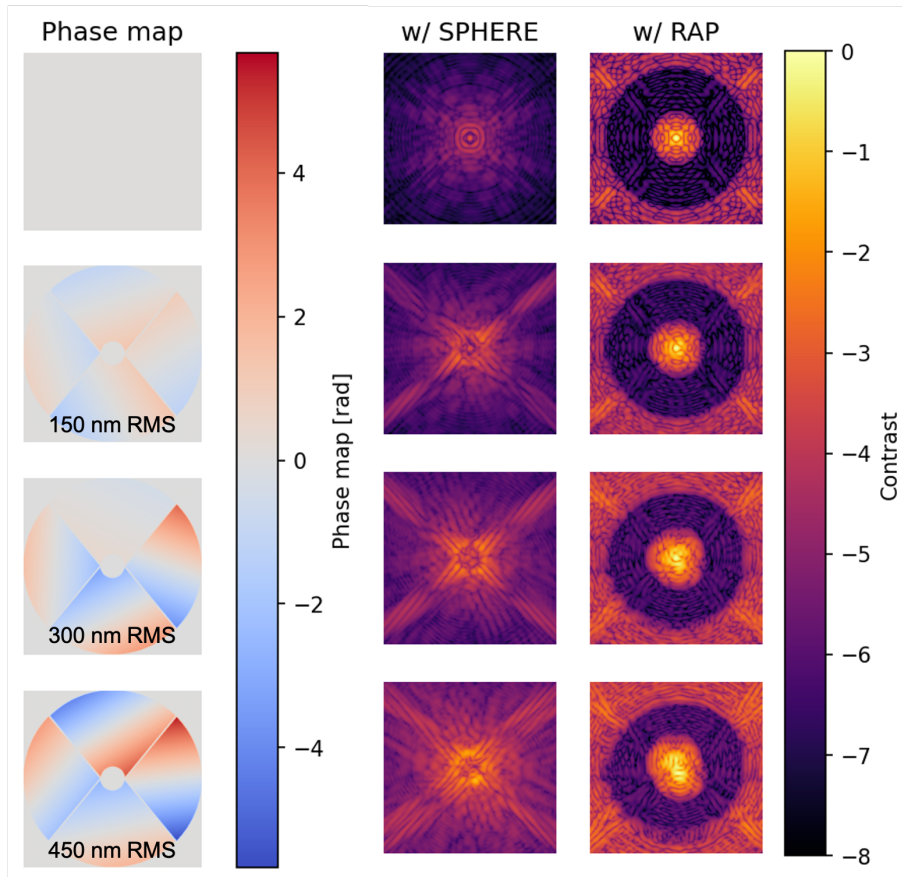 Phase map
w/ SPHERE
w/ RAP
4
2
0
−2
−4
Phase map [rad]
0
−1
−2
−3
−4
−5
−6
−7
−8
Contrast
150 nm RMS
300 nm RMS
450 nm RMS